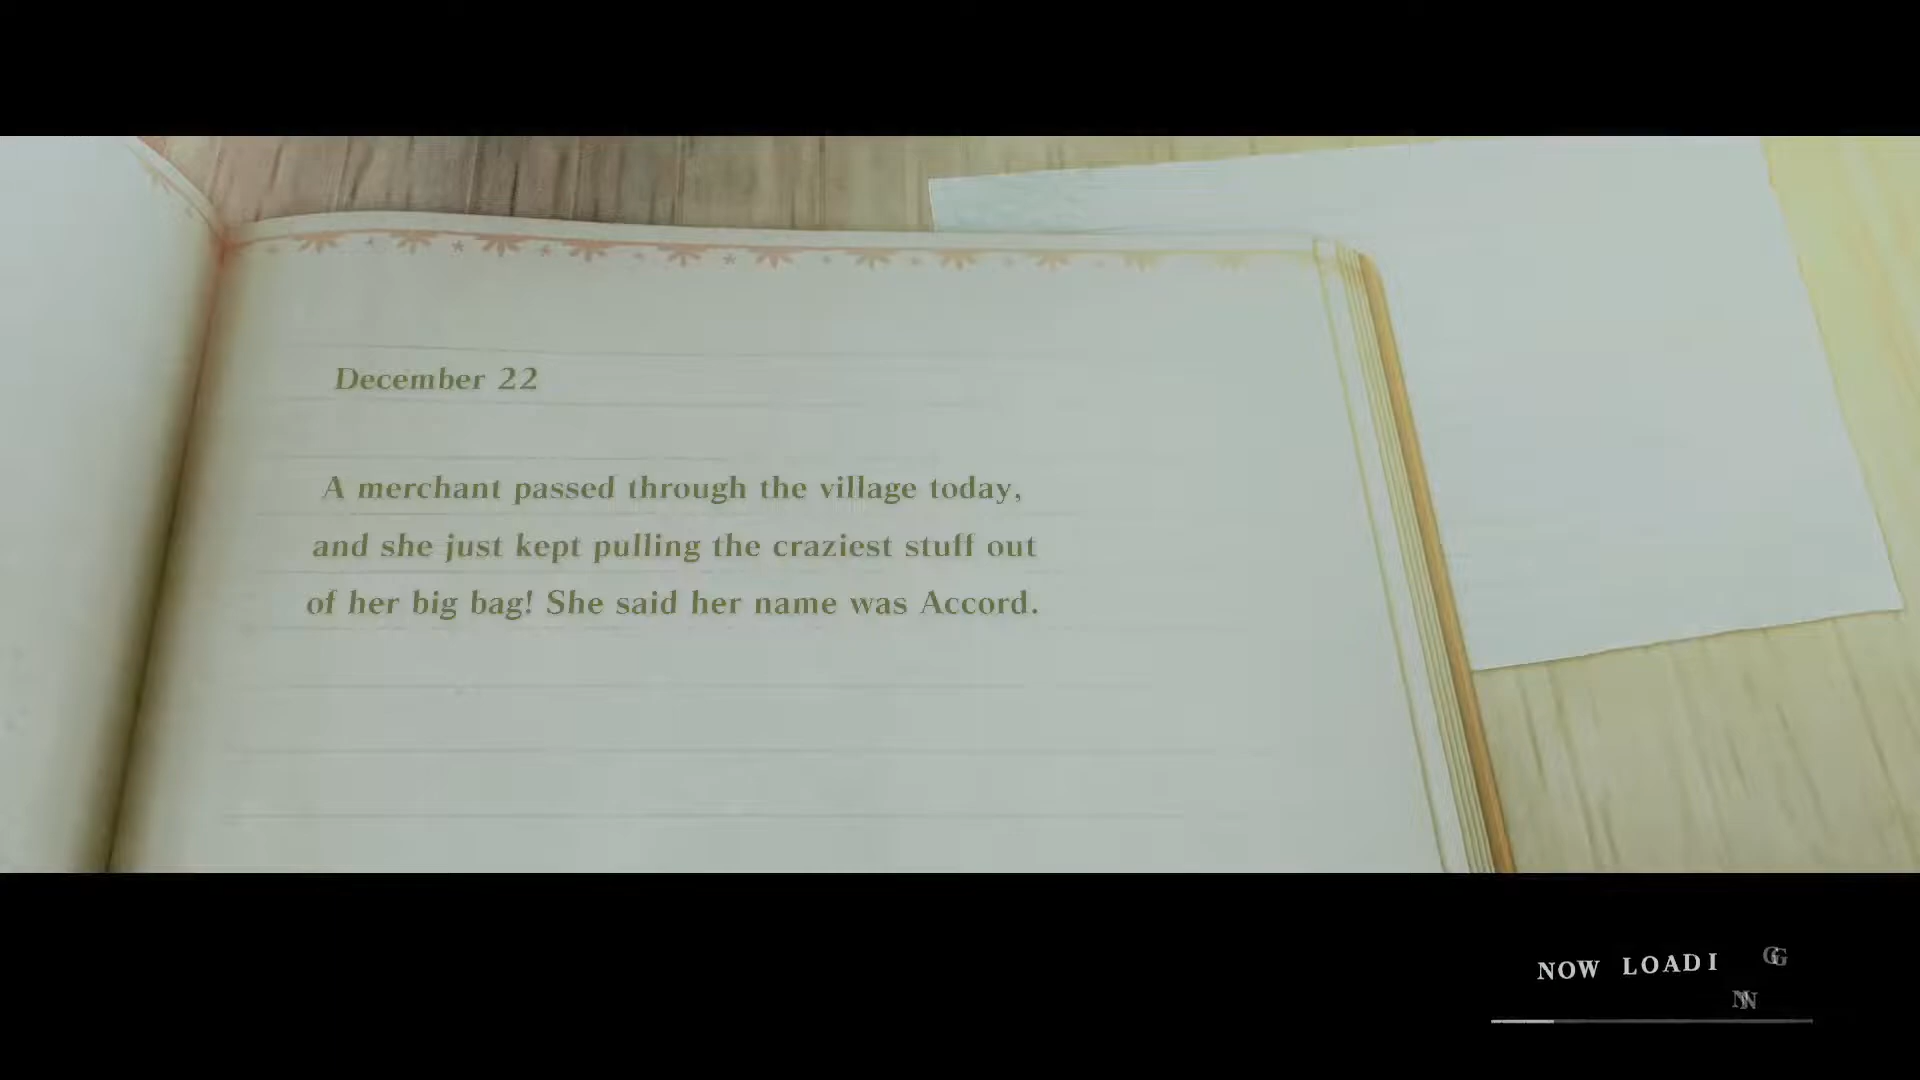 December 22
A merchant passed through the village today,
and she just kept pulling the craziest stuff out
of her big bag! She said her name was Accord.
NOW LOADI G
N